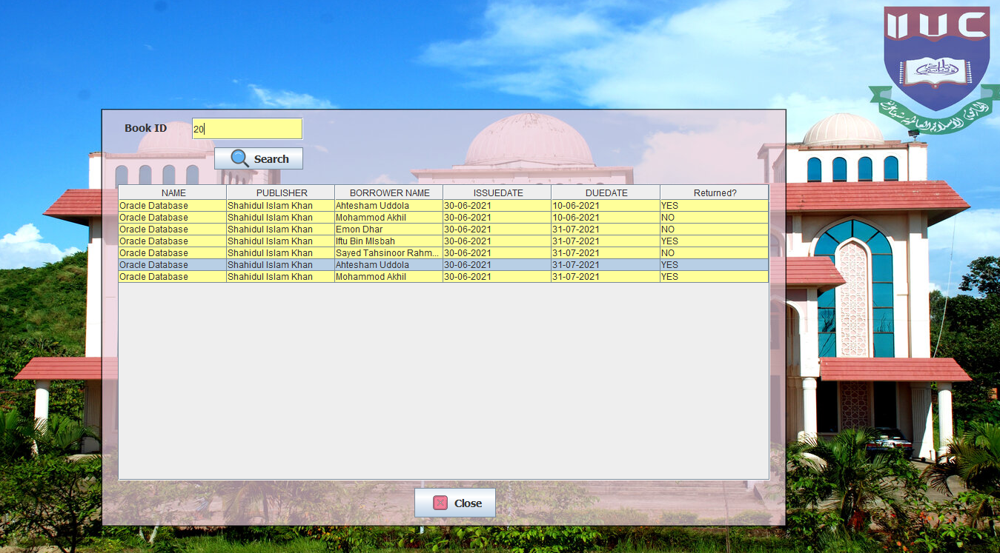 IIUC
Book ID 20
Search
NAME PUBLISHER BORROWER NAME ISSUEDATE DUEDATE Returned?
Oracle Database Shahidul Islam Khan Ahtesham Uddola 30-06-2021 10-06-2021 YES
Oracle Database Shahidul Islam Khan Mohammod Akhil 30-06-2021 10-06-2021 NO
Oracle Database Shahidul Islam Khan Emon Dhar 30-06-2021 31-07-2021 NO
Oracle Database Shahidul Islam Khan Iftu Bin MIsbah 30-06-2021 31-07-2021 YES
Oracle Database Shahidul Islam Khan Sayed Tahsinoor Rahm... 30-06-2021 31-07-2021 NO
Oracle Database Shahidul Islam Khan Ahtesham Uddola 30-06-2021 31-07-2021 YES
Oracle Database Shahidul Islam Khan Mohammod Akhil 30-06-2021 31-07-2021 YES
Close